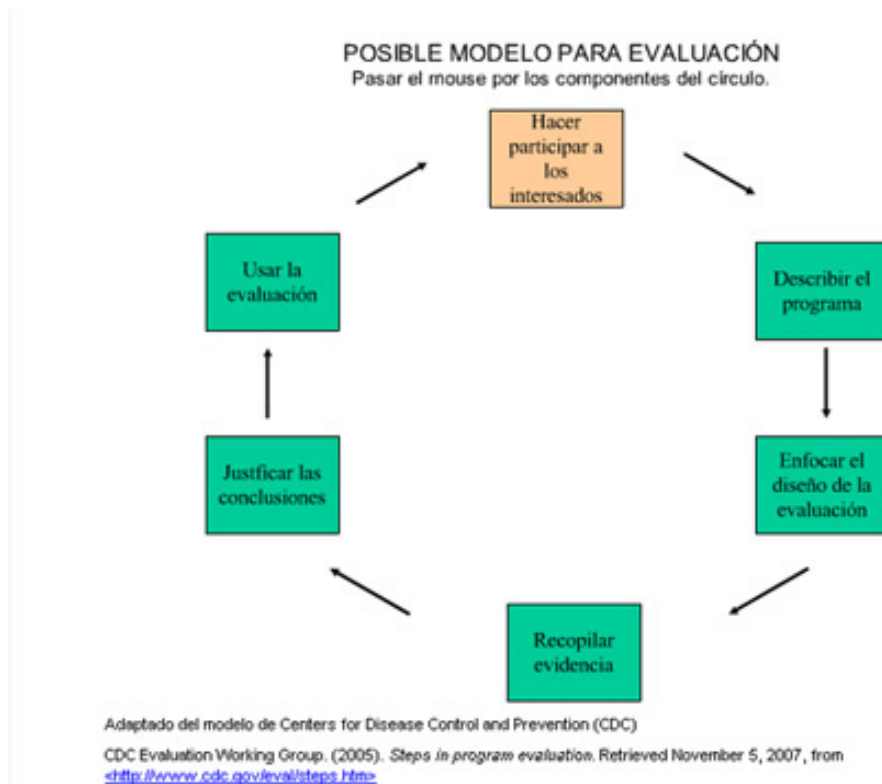 POSIBLE MODELO PARA EVALUACIÓN
Pasar el mouse por los componentes del círculo.
Hacer
participar a
los
interesados
Describir el
programa
Enfocar el
diseño de la
evaluación
Recopilar
evidencia
Justficar las
conclusiones
Usar la
evaluación
Adaptado del modelo de Centers for Disease Control and Prevention (CDC)
CDC Evaluation Working Group. (2005). Steps in program evaluation. Retrieved November 5, 2007, from
<http://www.cdc.gov/eval/steps.htm>